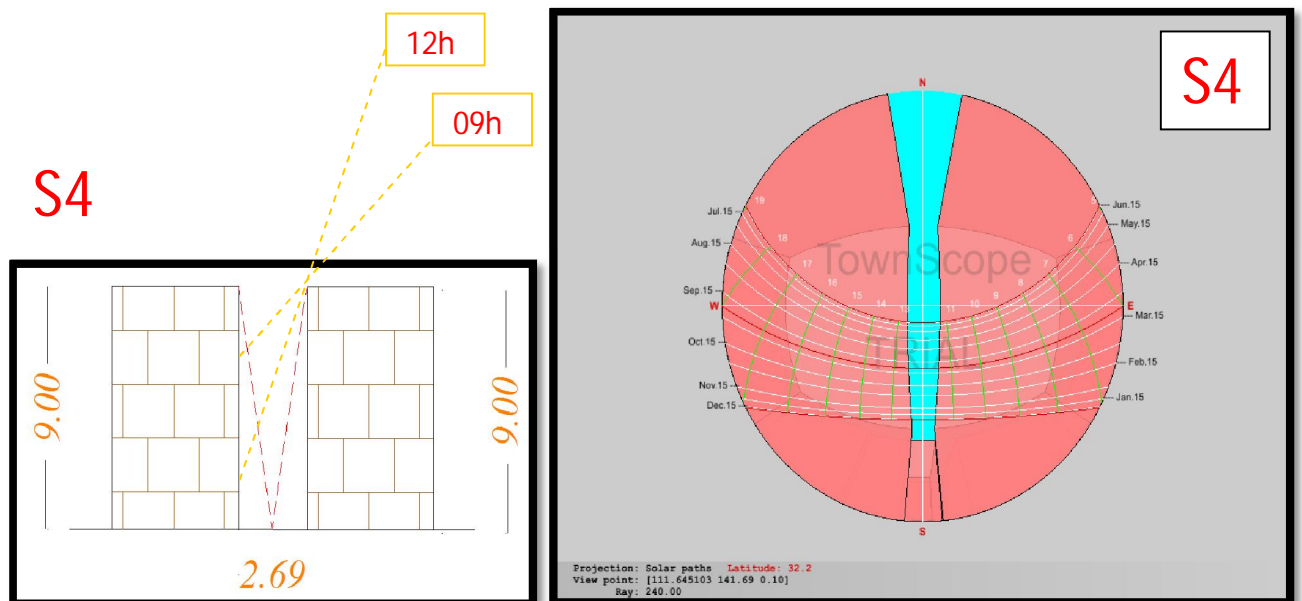 12h
09h
S4
9.00
9.00
2.69
S4
N
19
5
Jul.15
Jun.15
Aug.15
May.15
18
6
TownScope
17
7
Apr.15
16
8
Sep.15
15
9
14
10
13
11
W
E
Mar.15
Oct.15
TRIAL
Feb.15
Nov.15
Jan.15
Dec.15
S
Projection: Solar paths Latitude: 32.2
View point: [111.645103 141.69 0.10]
Ray: 240.00